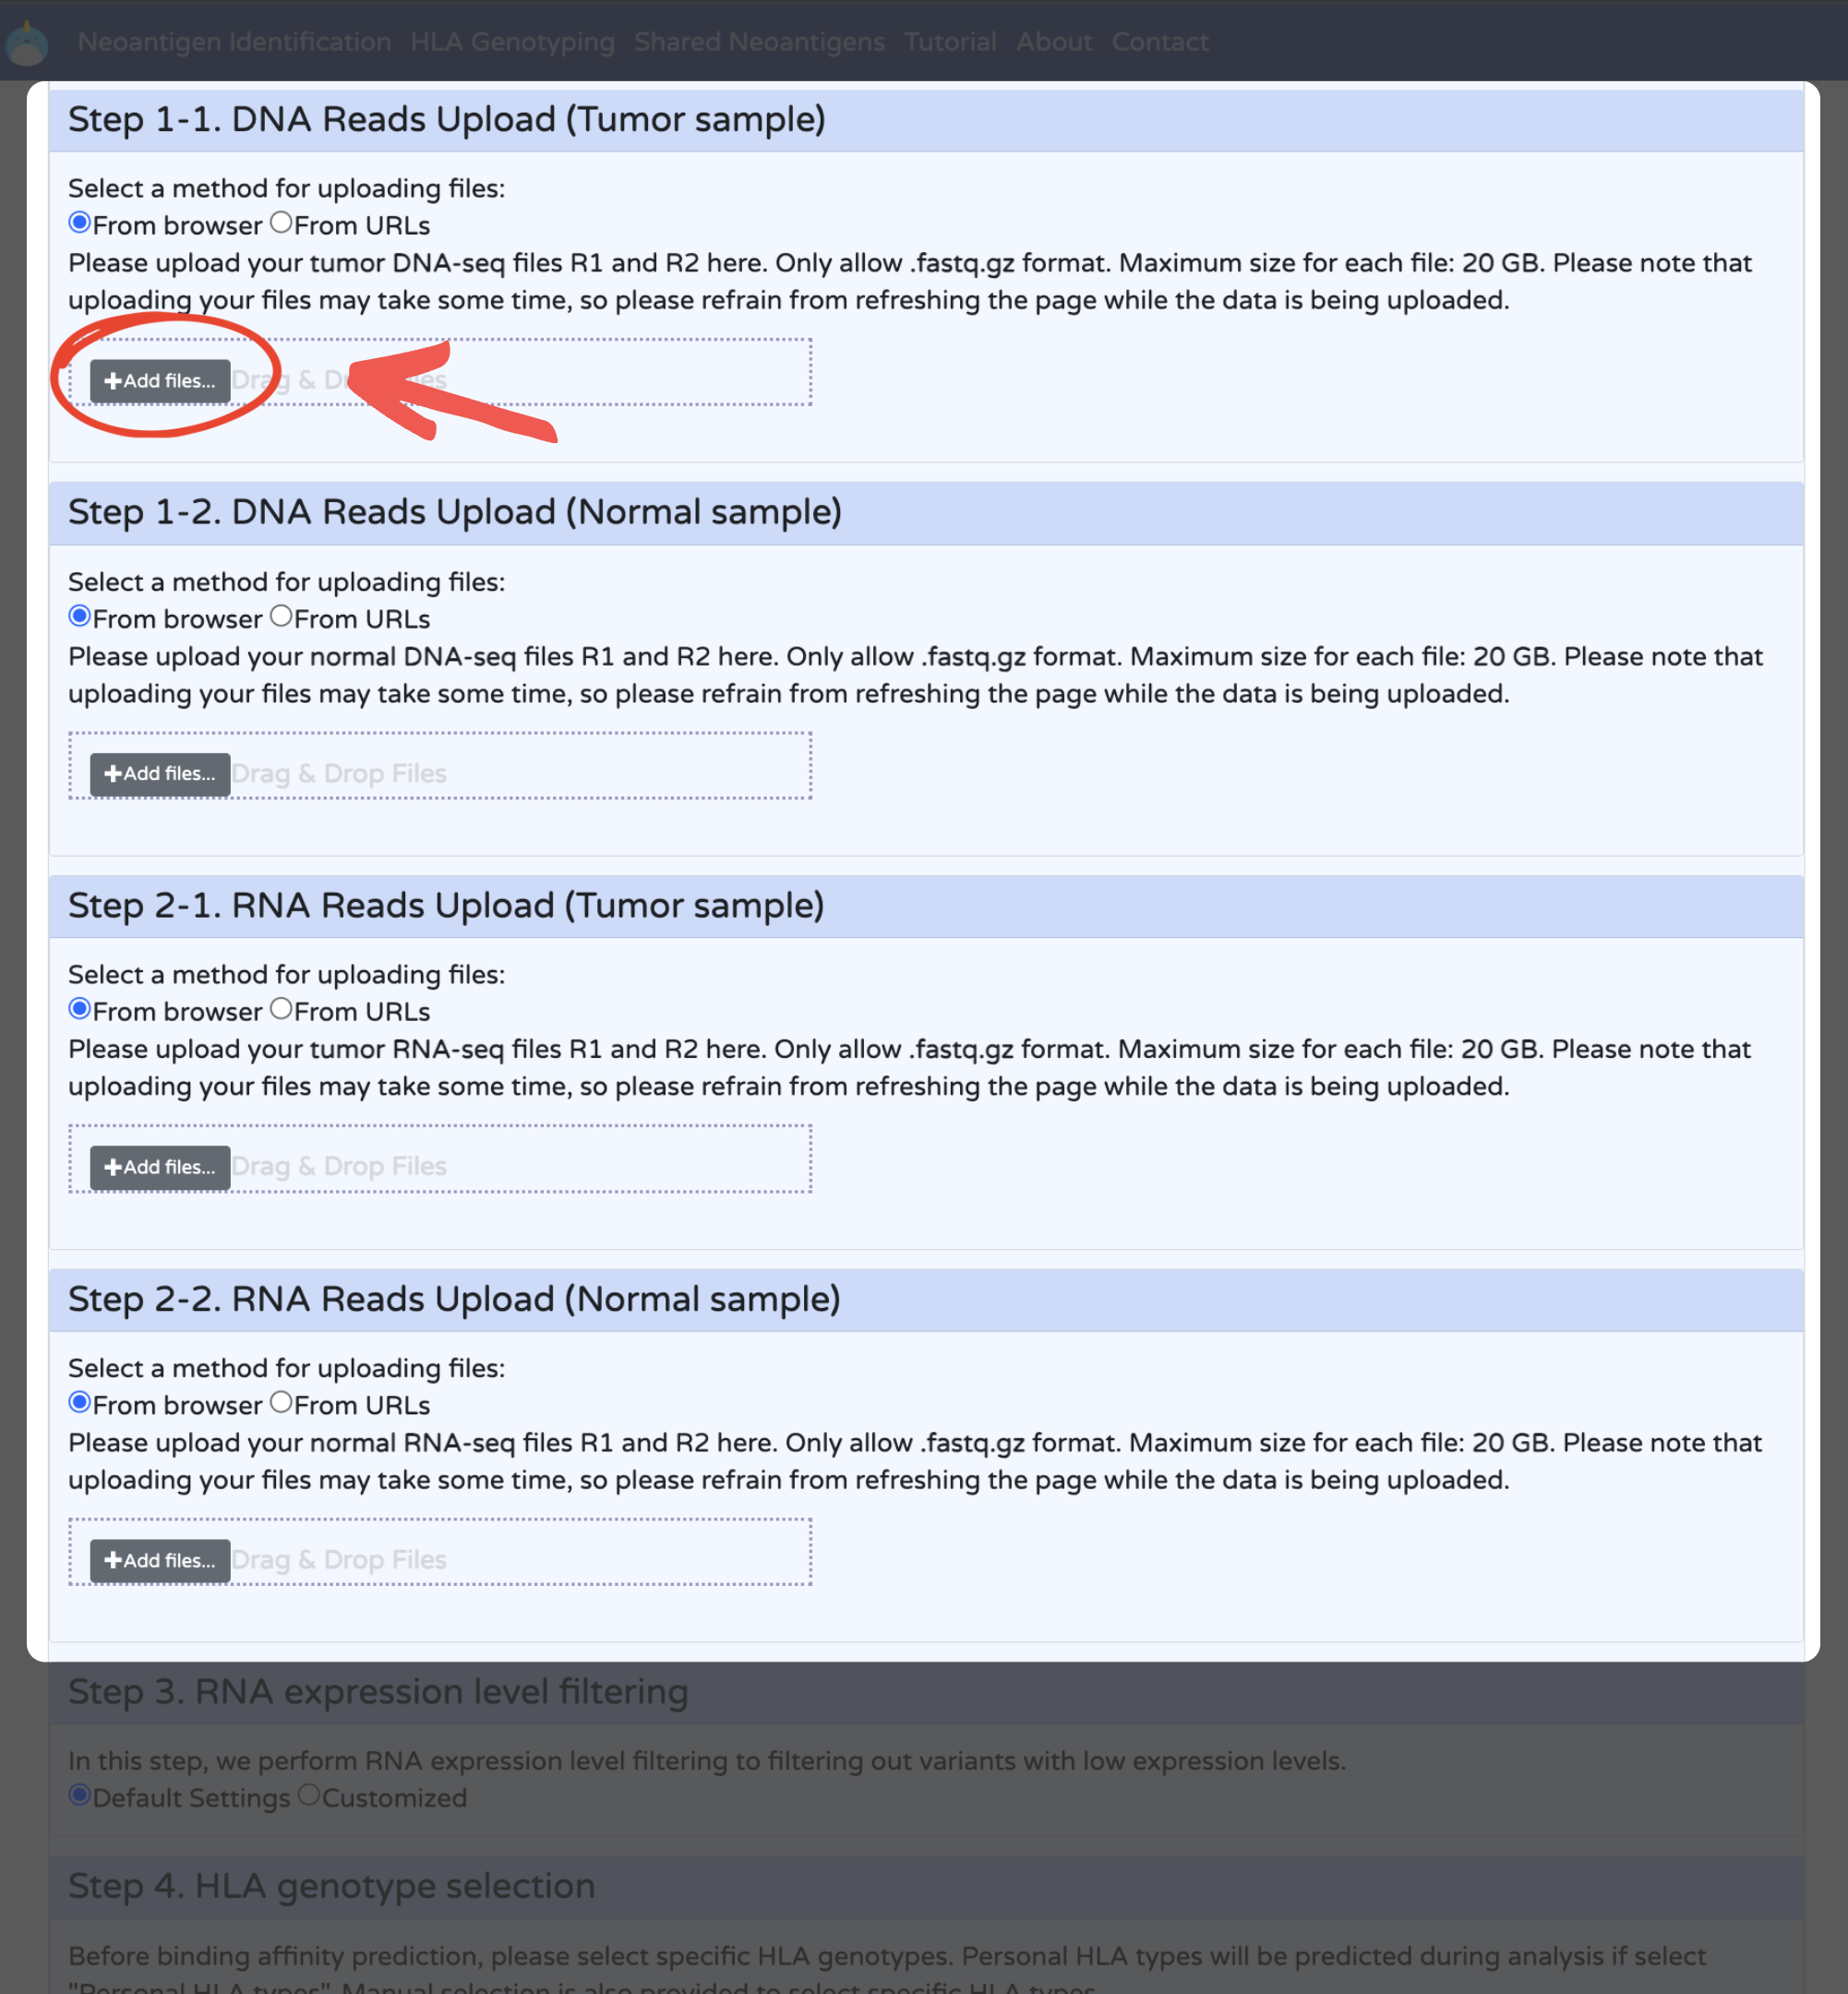 Neoantigen Identification HLA Genotyping Shared Neoantigens Tutorial About Contact
Step 1-1. DNA Reads Upload (Tumor sample)
Select a method for uploading files:
From browser From URLs
Please upload your tumor DNA-seq files R1 and R2 here. Only allow .fastq.gz format. Maximum size for each file: 20 GB. Please note that
uploading your files may take some time, so please refrain from refreshing the page while the data is being uploaded.
+Add files... Drag &
Step 1-2. DNA Reads Upload (Normal sample)
Select a method for uploading files:
From browser From URLs
Please upload your normal DNA-seq files R1 and R2 here. Only allow .fastq.gz format. Maximum size for each file: 20 GB. Please note that
uploading your files may take some time, so please refrain from refreshing the page while the data is being uploaded.
+Add files... Drag & Drop Files
Step 2-1. RNA Reads Upload (Tumor sample)
Select a method for uploading files:
From browser From URLs
Please upload your tumor RNA-seq files R1 and R2 here. Only allow .fastq.gz format. Maximum size for each file: 20 GB. Please note that
uploading your files may take some time, so please refrain from refreshing the page while the data is being uploaded.
+Add files... Drag & Drop Files
Step 2-2. RNA Reads Upload (Normal sample)
Select a method for uploading files:
From browser From URLs
Please upload your normal RNA-seq files R1 and R2 here. Only allow .fastq.gz format. Maximum size for each file: 20 GB. Please note that
uploading your files may take some time, so please refrain from refreshing the page while the data is being uploaded.
+Add files... Drag & Drop Files
Step 3. RNA expression level filtering
In this step, we perform RNA expression level filtering to filtering out variants with low expression levels.
Default Settings Customized
Step 4. HLA genotype selection
Before binding affinity prediction, please select specific HLA genotypes. Personal HLA types will be predicted during analysis if select
"Personal HLA types". Manual selection is also provided to select specific HLA types.